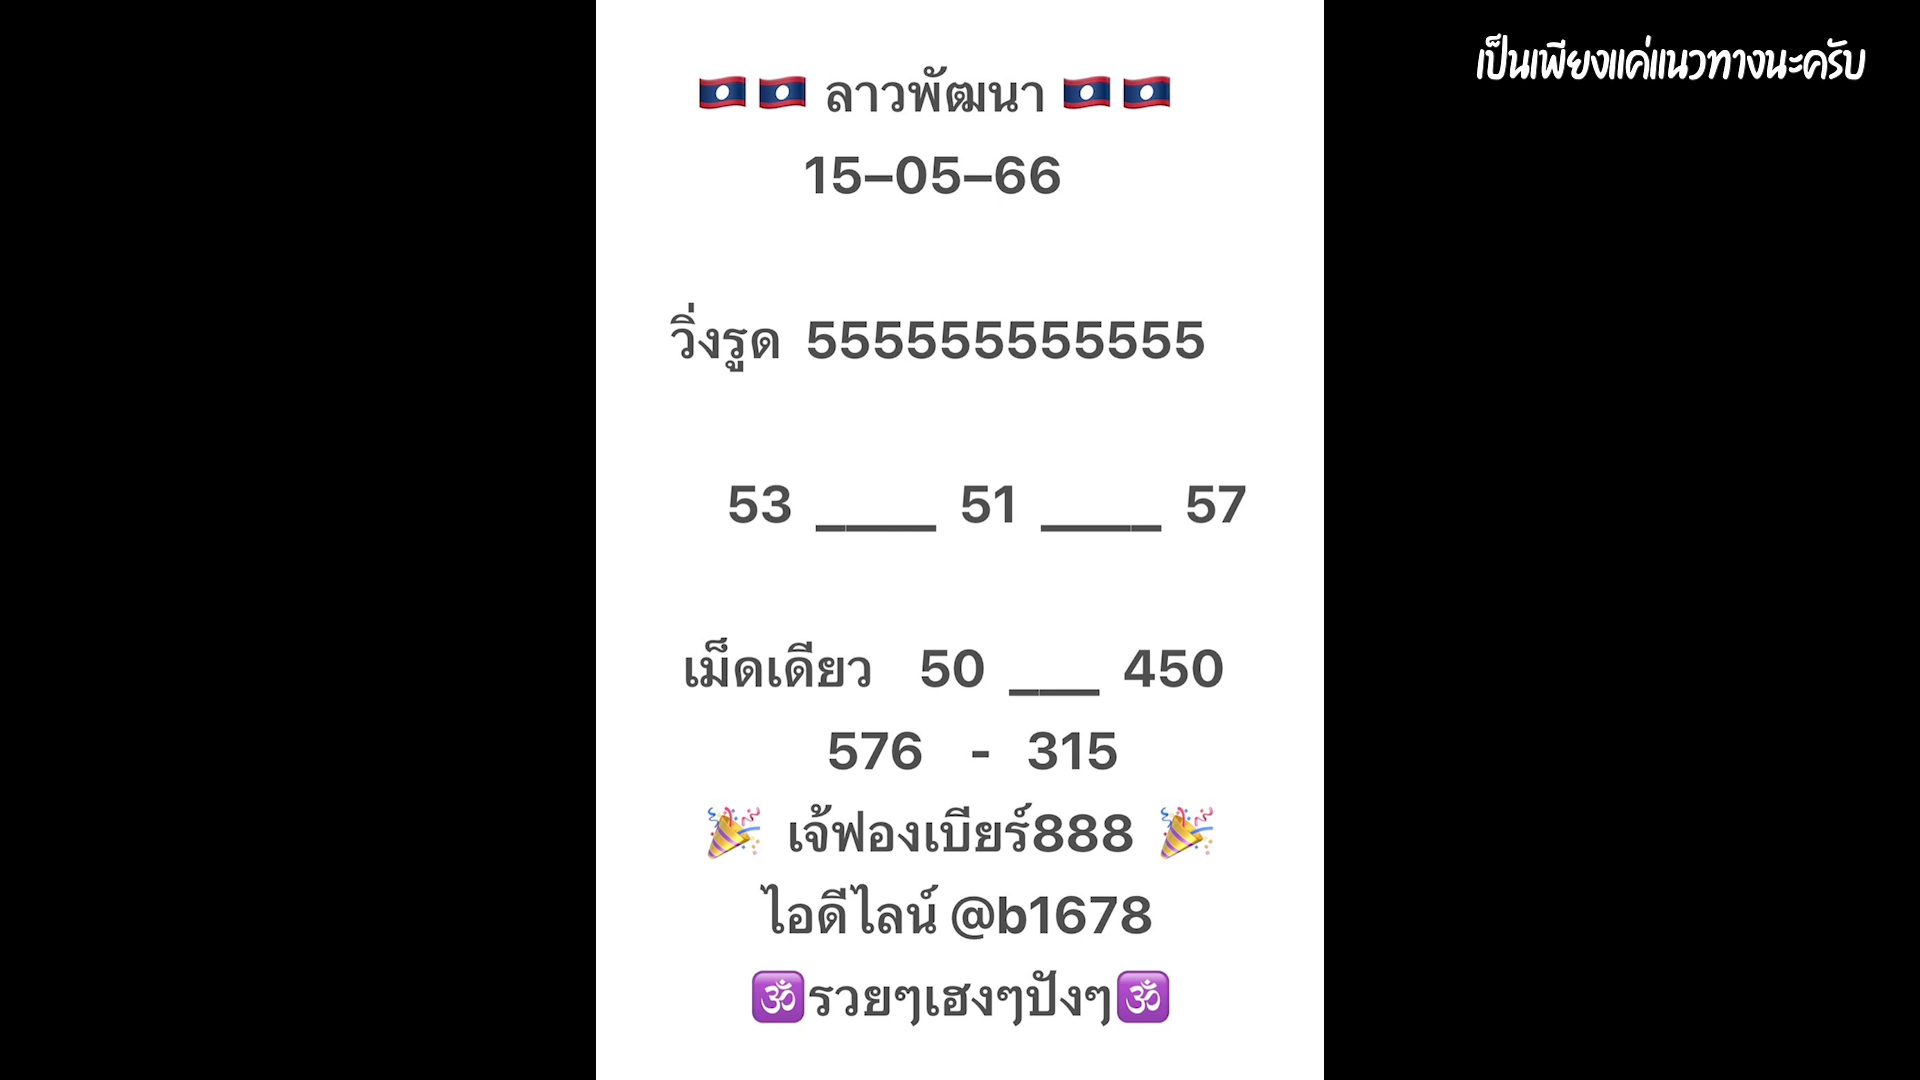 เป็นเพียงแค่แนวทางนะครับ
🇱🇦🇱🇦 ลาวพัฒนา 🇱🇦🇱🇦
15–05–66
วิ่งรูด 555555555555
53 ____ 51 ____ 57
เม็ดเดียว 50 ___ 450
576 - 315
🎉 เจ้ฟองเบียร์888 🎉
ไอดีไลน์ @b1678
🕉️รวยๆเฮงๆปังๆ🕉️